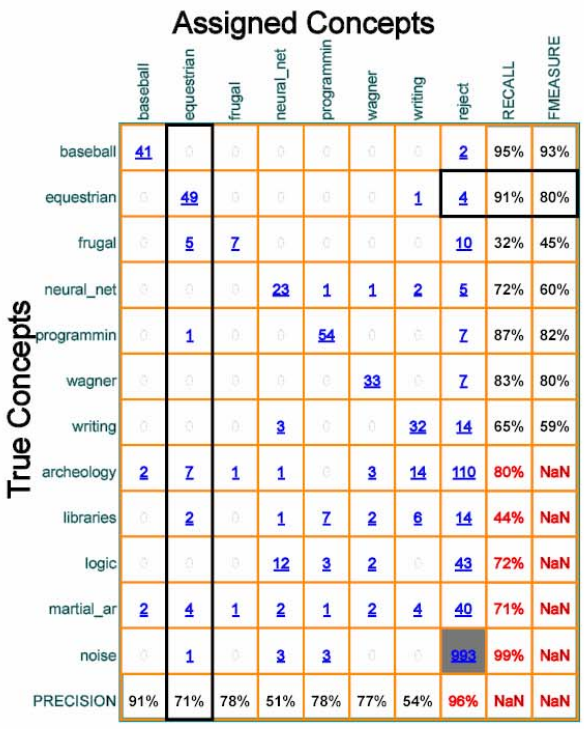 Assigned Concepts
baseball equestrian frugal neural_net programmin wagner writing reject RECALL FMEASURE
True Concepts
baseball 41 0 0 0 0 0 0 2 95% 93%
equestrian 0 49 0 0 0 0 1 4 91% 80%
frugal 0 5 7 0 0 0 0 10 32% 45%
neural_net 0 0 0 23 1 1 2 5 72% 60%
programmin 0 1 0 0 54 0 0 7 87% 82%
wagner 0 0 0 0 0 33 0 7 83% 80%
writing 0 0 0 3 0 0 32 14 65% 59%
archeology 2 7 1 1 0 3 14 110 80% NaN
libraries 0 2 0 1 7 2 6 14 44% NaN
logic 0 0 0 12 3 2 0 43 72% NaN
martial_ar 2 4 1 2 1 2 4 40 71% NaN
noise 0 1 0 3 3 0 0 993 99% NaN
PRECISION 91% 71% 78% 51% 78% 77% 54% 96% NaN NaN